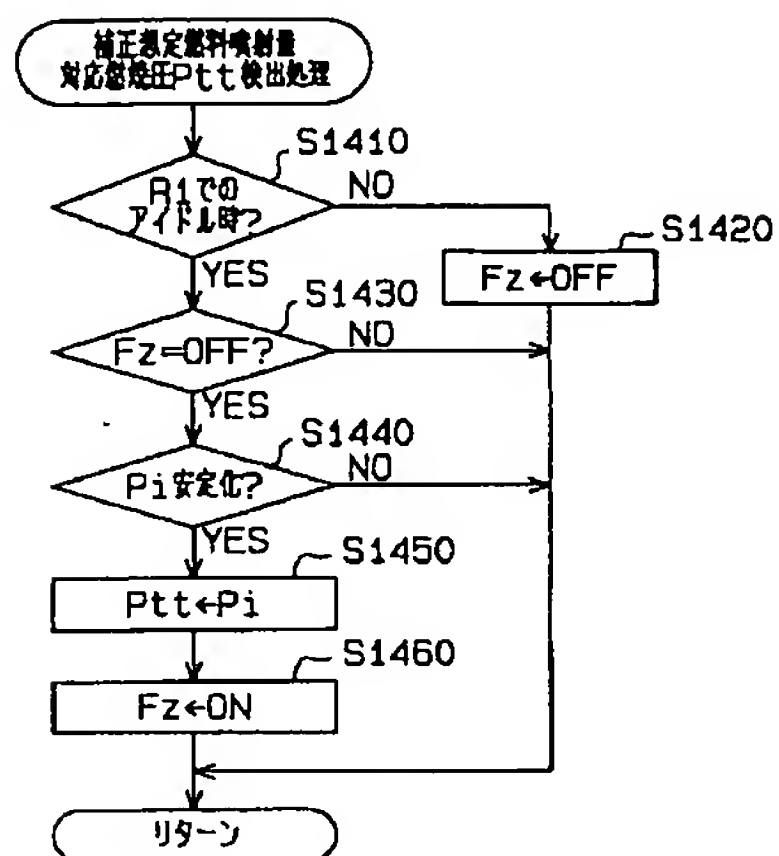 補正想定燃料噴射量
対応燃焼圧Ptt検出処理
S1410
A1での
アイドル時?
NO
S1420
Fz←OFF
YES
S1430
Fz=OFF?
NO
YES
S1440
Pi安定化?
NO
YES
S1450
Ptt←Pi
S1460
Fz←ON
リターン